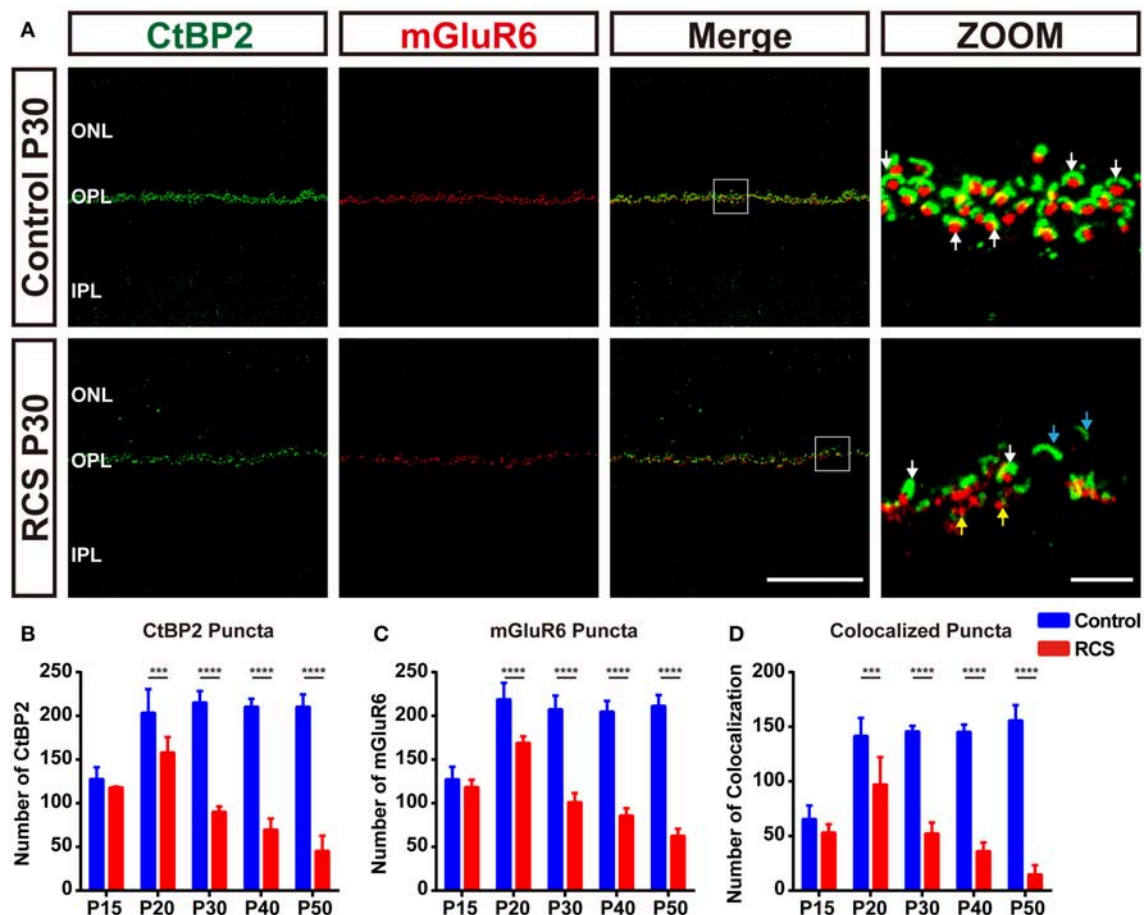 A
CtBP2 mGluR6 Merge ZOOM
Control P30
ONL
OPL
IPL
RCS P30
ONL
OPL
IPL
Control
RCS
B
CtBP2 Puncta
Number of CtBP2
250
200
150
100
50
0
*** **** **** ****
P15 P20 P30 P40 P50
C
mGluR6 Puncta
Number of mGluR6
250
200
150
100
50
0
**** **** **** ****
P15 P20 P30 P40 P50
D
Colocalized Puncta
Number of Colocalization
200
150
100
50
0
*** **** **** ****
P15 P20 P30 P40 P50